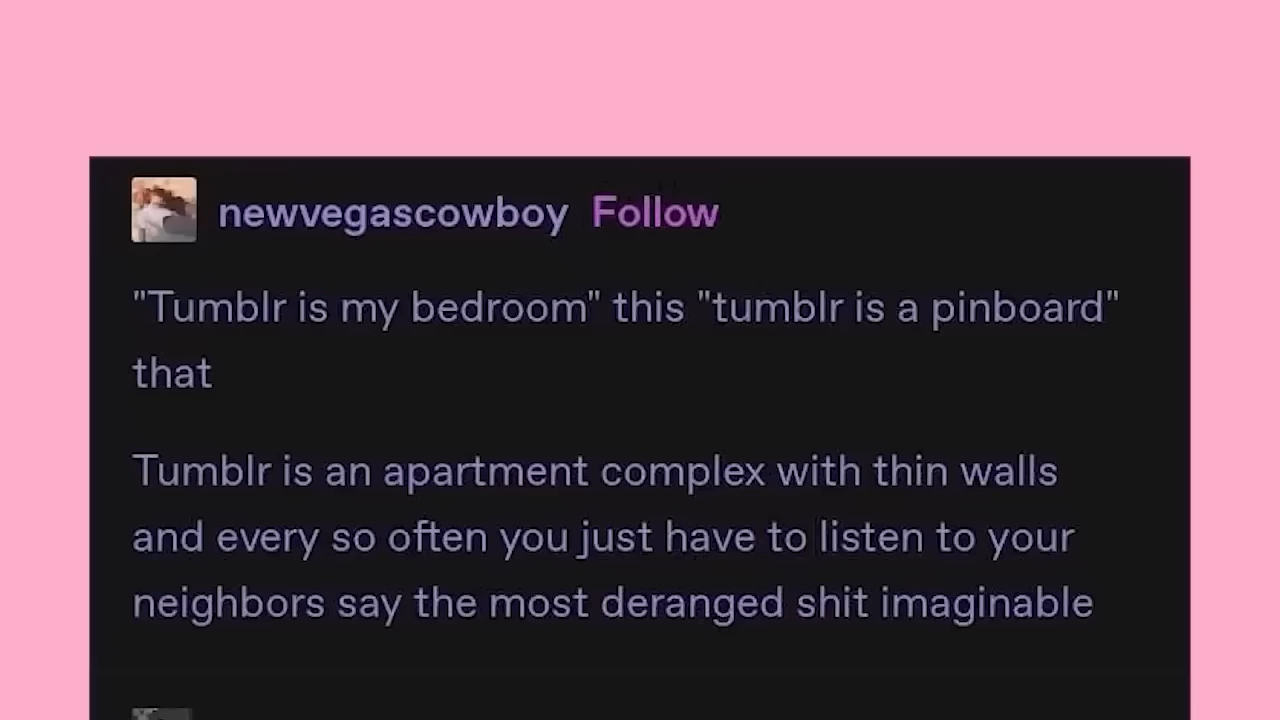 newvegascowboy Follow
"Tumblr is my bedroom" this "tumblr is a pinboard"
that
Tumblr is an apartment complex with thin walls
and every so often you just have to listen to your
neighbors say the most deranged shit imaginable